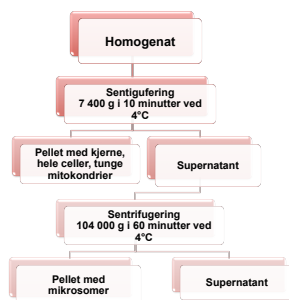 Homogenat
Sentigufering
7 400 g i 10 minutter ved
4°C
Pellet med kjerne,
hele celler, tunge
mitokondrier
Supernatant
Sentrifugering
104 000 g i 60 minutter ved
4°C
Pellet med
mikrosomer
Supernatant